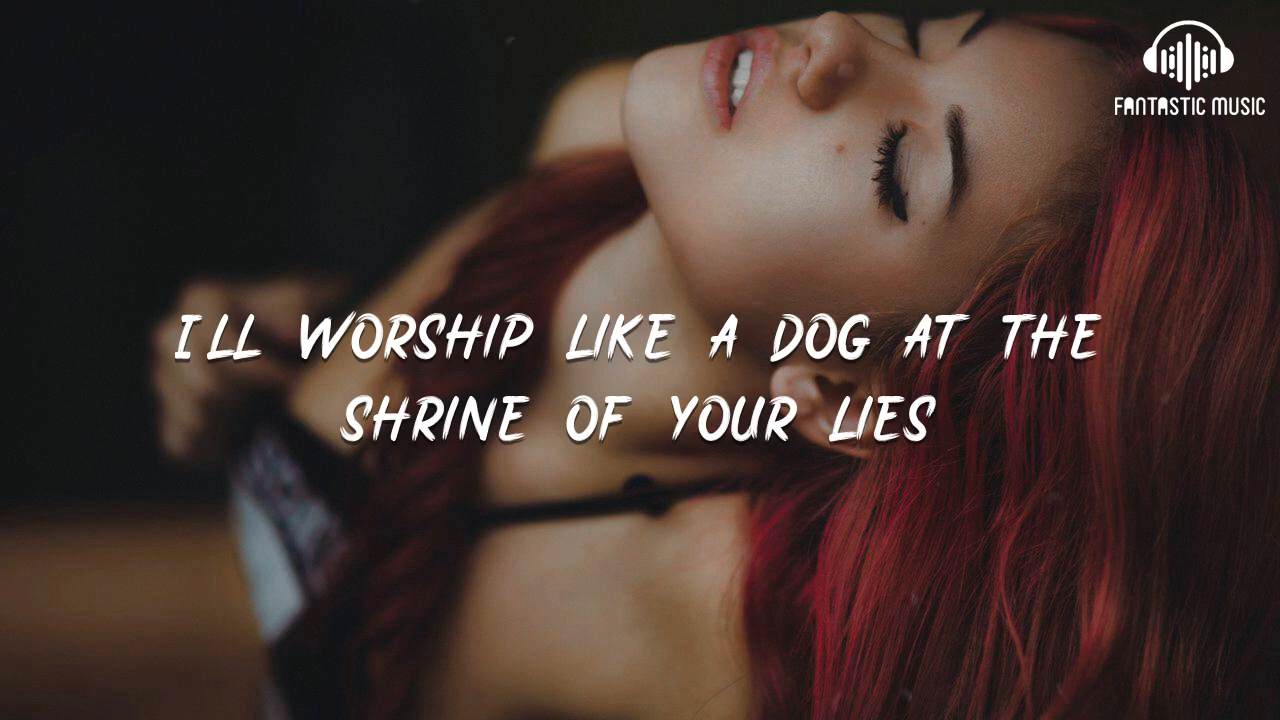 FANTASTIC MUSIC
I'LL WORSHIP LIKE A DOG AT THE
SHRINE OF YOUR LIES